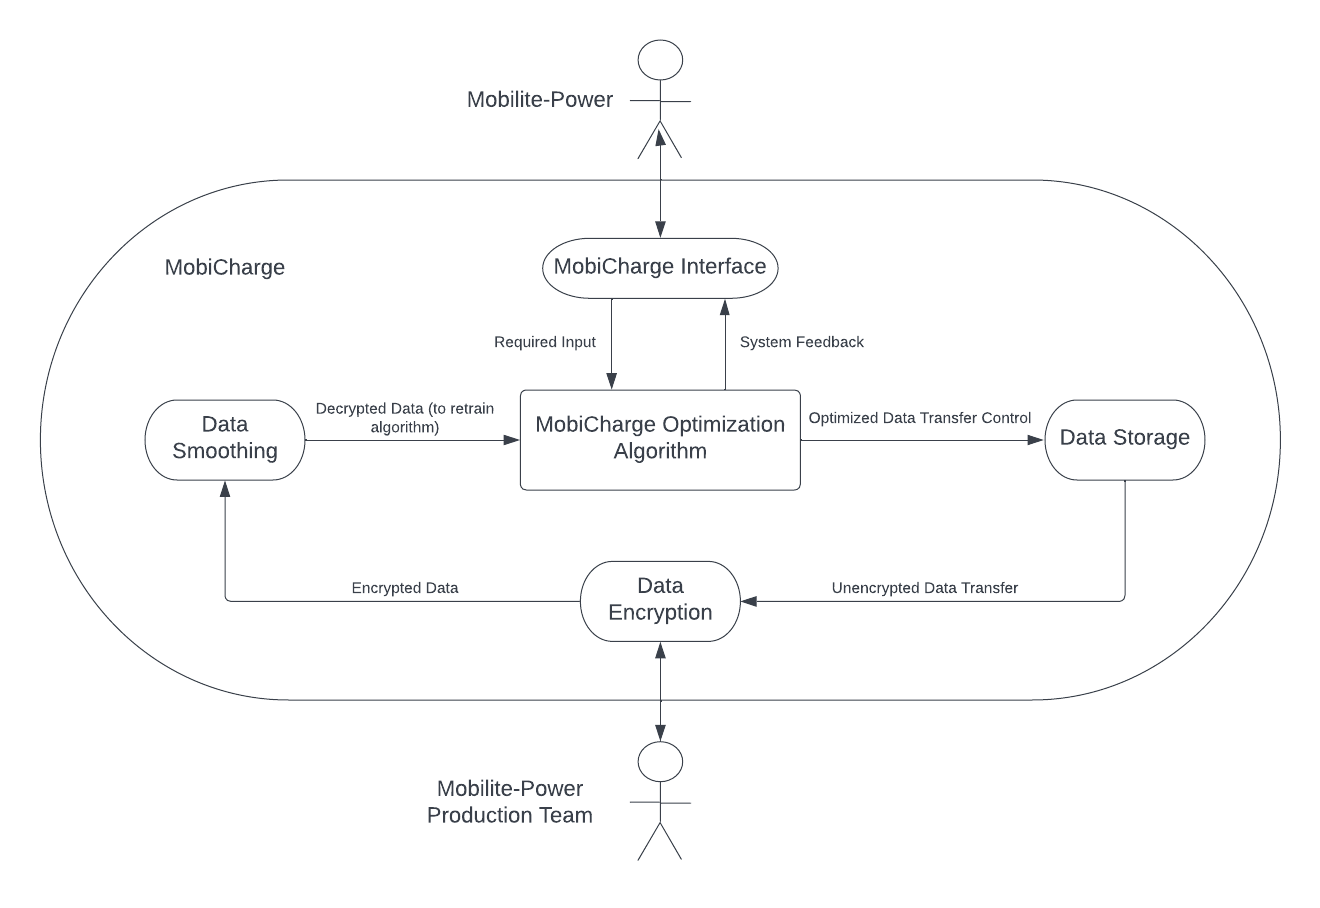 Mobilite-Power
MobiCharge
MobiCharge Interface
Required Input
System Feedback
Decrypted Data (to retrain
algorithm)
MobiCharge Optimization
Algorithm
Optimized Data Transfer Control
Data
Smoothing
Data Storage
Encrypted Data
Data
Encryption
Unencrypted Data Transfer
Mobilite-Power
Production Team